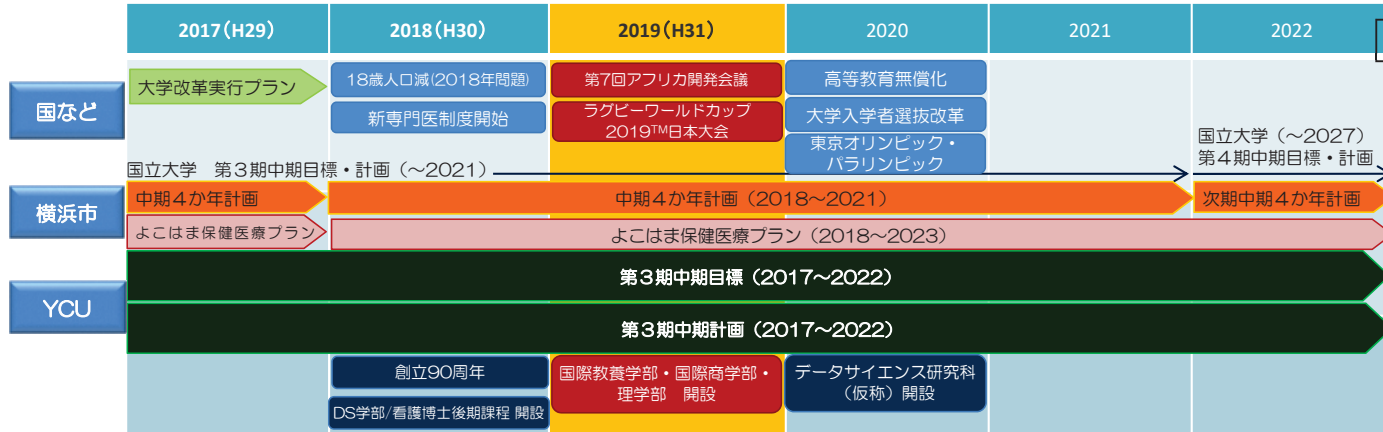 2017(H29)
2018(H30)
2019(H31)
2020
2021
2022
国など
大学改革実行プラン
18歳人口減(2018年問題)
新専門医制度開始
第7回アフリカ開発会議
ラグビーワールドカップ
2019™日本大会
高等教育無償化
大学入学者選抜改革
東京オリンピック・
パラリンピック
国立大学　第3期中期目標・計画（～2021）
国立大学（～2027）
第4期中期目標・計画
横浜市
中期4か年計画
中期4か年計画（2018～2021）
次期中期4か年計画
よこはま保健医療プラン
よこはま保健医療プラン（2018～2023）
YCU
第3期中期目標（2017～2022）
第3期中期計画（2017～2022）
創立90周年
DS学部/看護博士後期課程 開設
国際教養学部・国際商学部・
理学部　開設
データサイエンス研究科
（仮称）開設